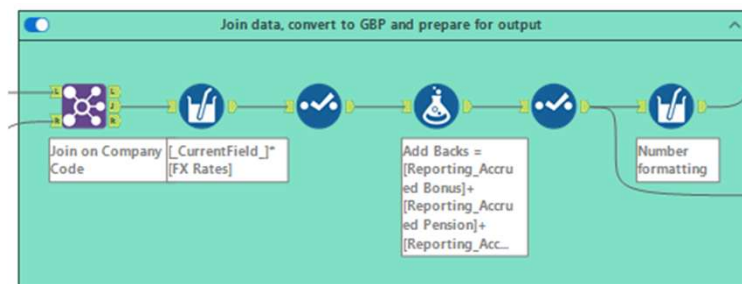 Join data, convert to GBP and prepare for output
L
L
J
R
R
Join on Company
Code
[_CurrentField_]*
[FX Rates]
Add Backs =
[Reporting_Accru
ed Bonus]+
[Reporting_Accru
ed Pension]+
[Reporting_Acc...
Number
formatting